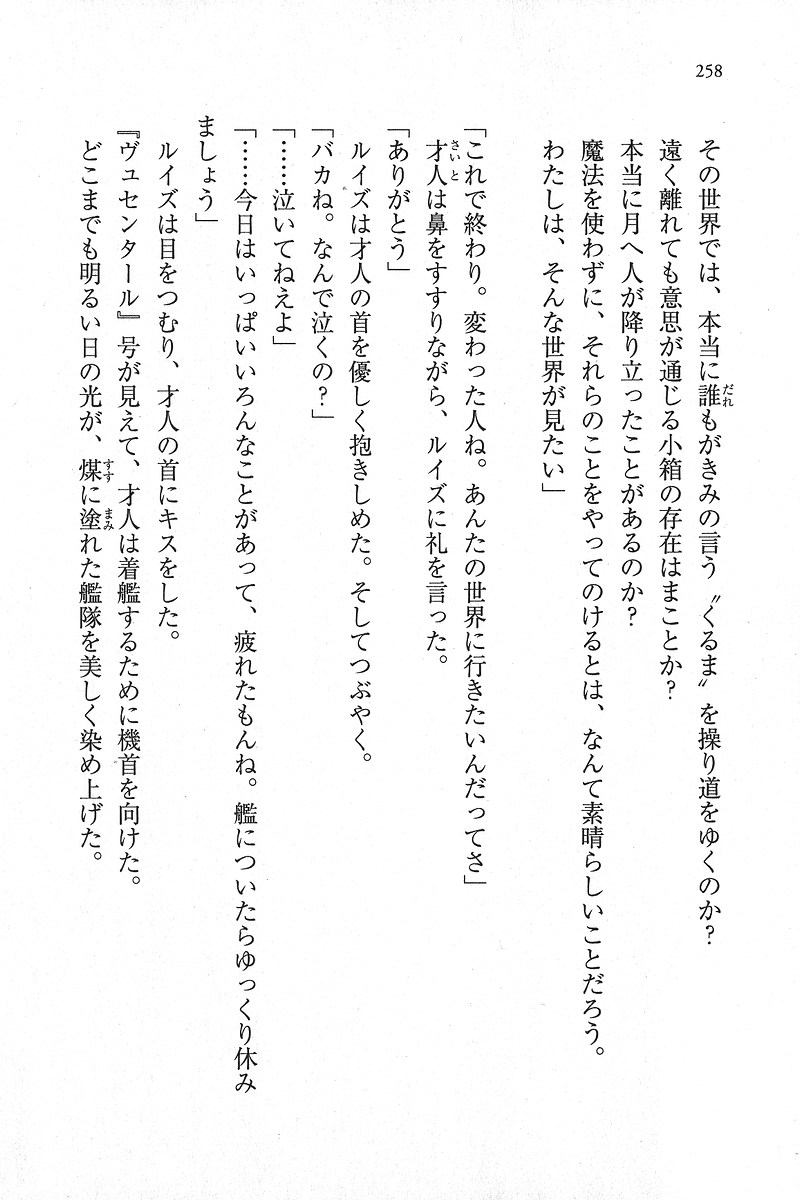 258
その世界では、本当に誰もがきみの言う〝くるま〟を操り道をゆくのか？
遠く離れても意思が通じる小箱の存在はまことか？
本当に月へ人が降り立ったことがあるのか？
魔法を使わずに、それらのことをやってのけるとは、なんて素晴らしいことだろう。
わたしは、そんな世界が見たい」
「これで終わり。変わった人ね。あんたの世界に行きたいんだってさ」
才人は鼻をすすりながら、ルイズに礼を言った。
「ありがとう」
ルイズは才人の首を優しく抱きしめた。そしてつぶやく。
「バカね。なんで泣くの？」
「……泣いてねえよ」
「……今日はいっぱいいろんなことがあって、疲れたもんね。艦についたらゆっくり休み
ましょう」
ルイズは目をつむり、才人の首にキスをした。
『ヴュセンタール』号が見えて、才人は着艦するために機首を向けた。
どこまでも明るい日の光が、煤に塗れた艦隊を美しく染め上げた。